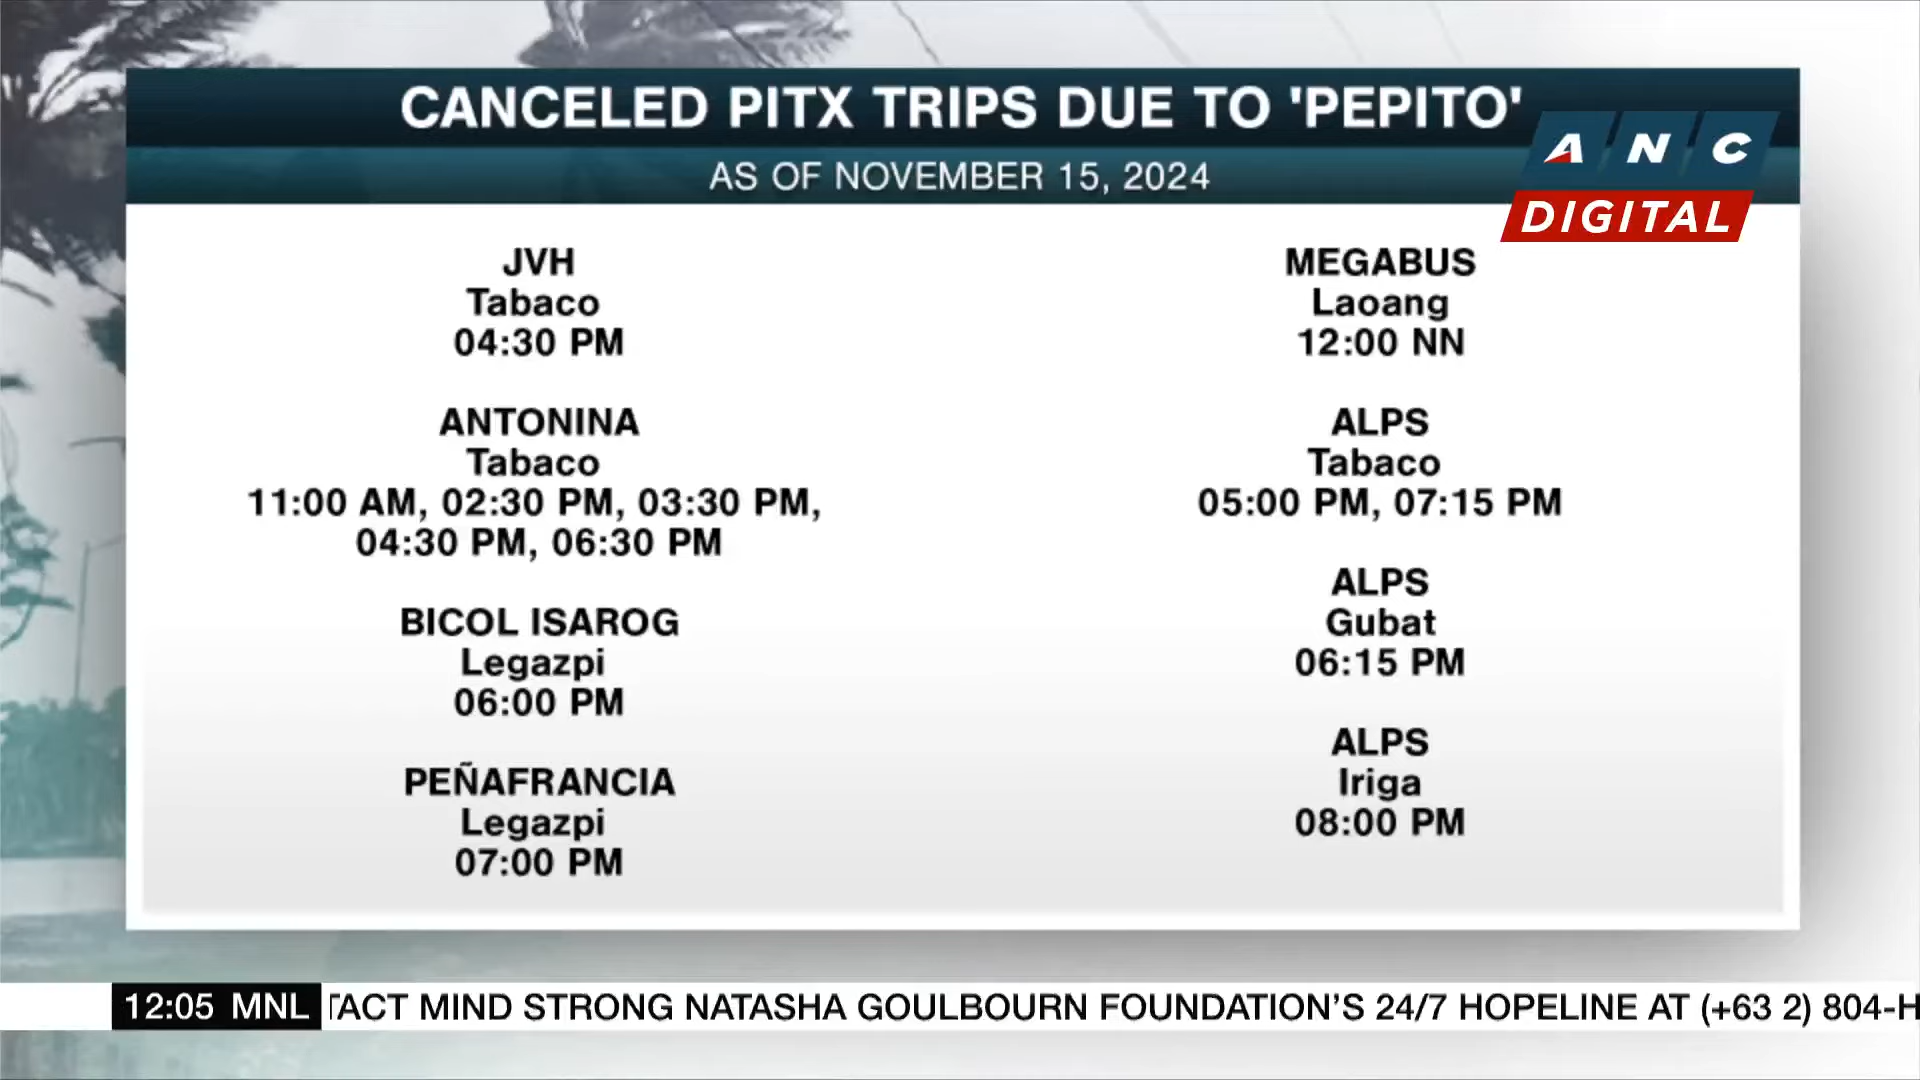 CANCELED PITX TRIPS DUE TO 'PEPITO'
AS OF NOVEMBER 15, 2024
ANC
DIGITAL
JVH
Tabaco
04:30 PM
ANTONINA
Tabaco
11:00 AM, 02:30 PM, 03:30 PM,
04:30 PM, 06:30 PM
BICOL ISAROG
Legazpi
06:00 PM
PEÑAFRANCIA
Legazpi
07:00 PM
MEGABUS
Laoang
12:00 NN
ALPS
Tabaco
05:00 PM, 07:15 PM
ALPS
Gubat
06:15 PM
ALPS
Iriga
08:00 PM
12:05 MNL
TACT MIND STRONG NATASHA GOULBOURN FOUNDATION’S 24/7 HOPELINE AT (+63 2) 804-H